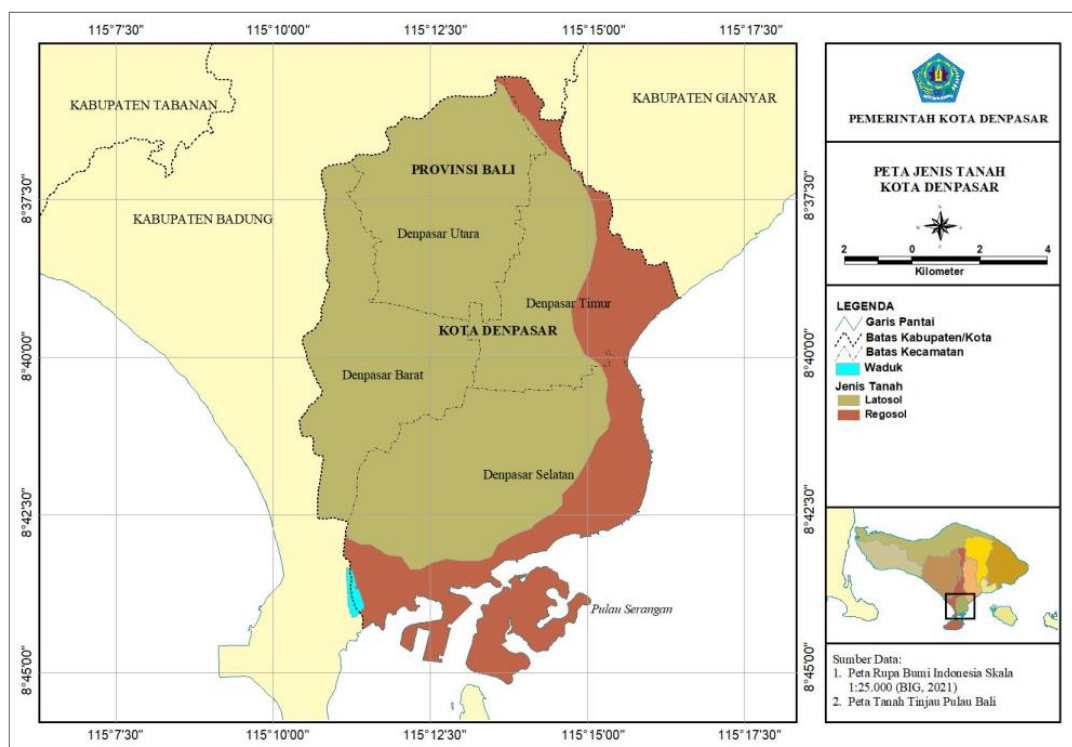 115°7'30"
115°10'00"
115°12'30"
115°15'00"
115°17'30"
KABUPATEN TABANAN
KABUPATEN GIANYAR
PROVINSI BALI
8°37'30"
8°37'30"
KABUPATEN BADUNG
Denpasar Utara
Denpasar Timur
KOTA DENPASAR
8°40'00"
8°40'00"
Denpasar Barat
Denpasar Selatan
8°42'30"
8°42'30"
Pulau Serangan
8°45'00"
8°45'00"
115°7'30"
115°10'00"
115°12'30"
115°15'00"
115°17'30"
PEMERINTAH KOTA DENPASAR
PETA JENIS TANAH
KOTA DENPASAR
2 0 2 4
Kilometer
LEGENDA
Garis Pantai
Batas Kabupaten/Kota
Batas Kecamatan
Waduk
Jenis Tanah
Latosol
Regosol
Sumber Data:
1. Peta Rupa Bumi Indonesia Skala
1:25.000 (BIG, 2021)
2. Peta Tanah Tinjau Pulau Bali